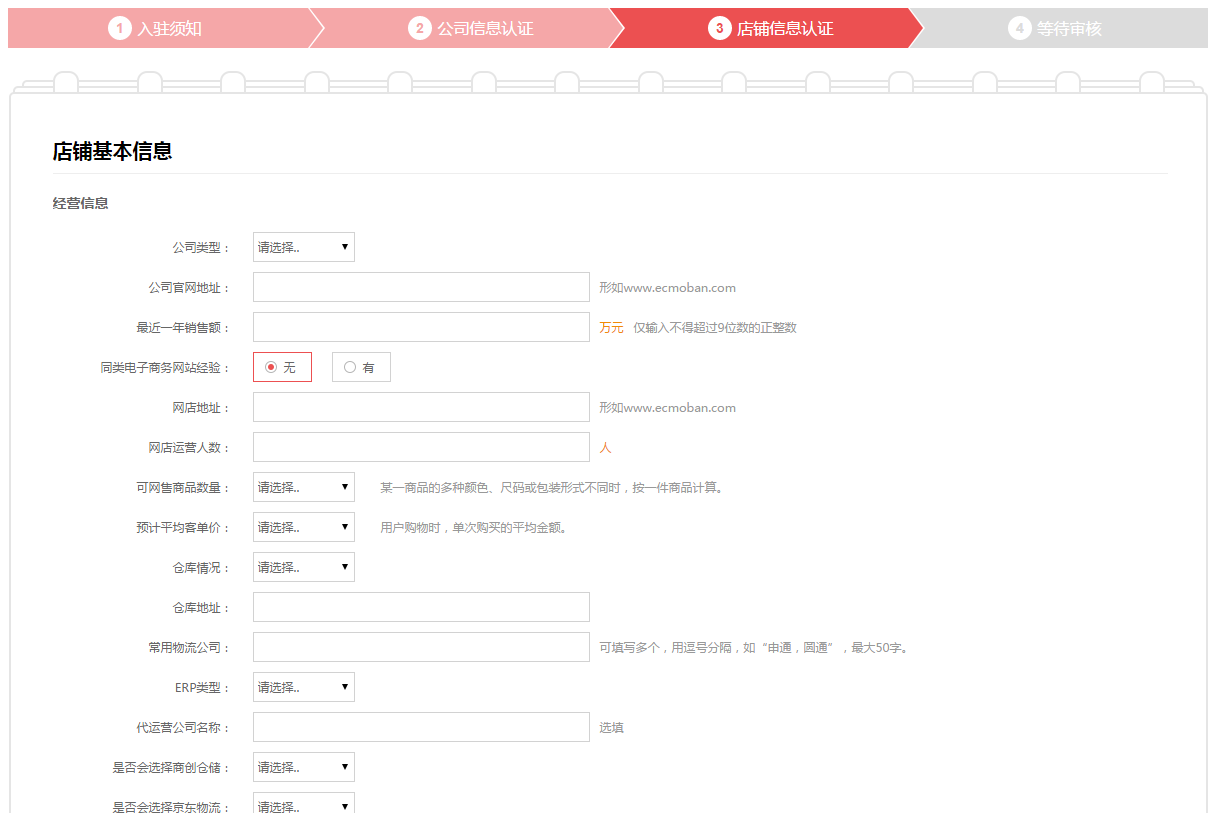 1 入驻须知 2 公司信息认证 3 店铺信息认证 4 等待审核
店铺基本信息
经营信息
公司类型： 请选择..
公司官网地址： 形如www.ecmoban.com
最近一年销售额： 万元 仅输入不得超过9位数的正整数
同类电子商务网站经验： 无 有
网店地址： 形如www.ecmoban.com
网店运营人数： 人
可网售商品数量： 请选择.. 某一商品的多种颜色、尺码或包装形式不同时，按一件商品计算。
预计平均客单价： 请选择.. 用户购物时，单次购买的平均金额。
仓库情况： 请选择..
仓库地址：
常用物流公司： 可填写多个，用逗号分隔，如“申通，圆通”，最大50字。
ERP类型： 请选择..
代运营公司名称： 选填
是否会选择商创仓储： 请选择..
是否会选择京东物流： 请选择..